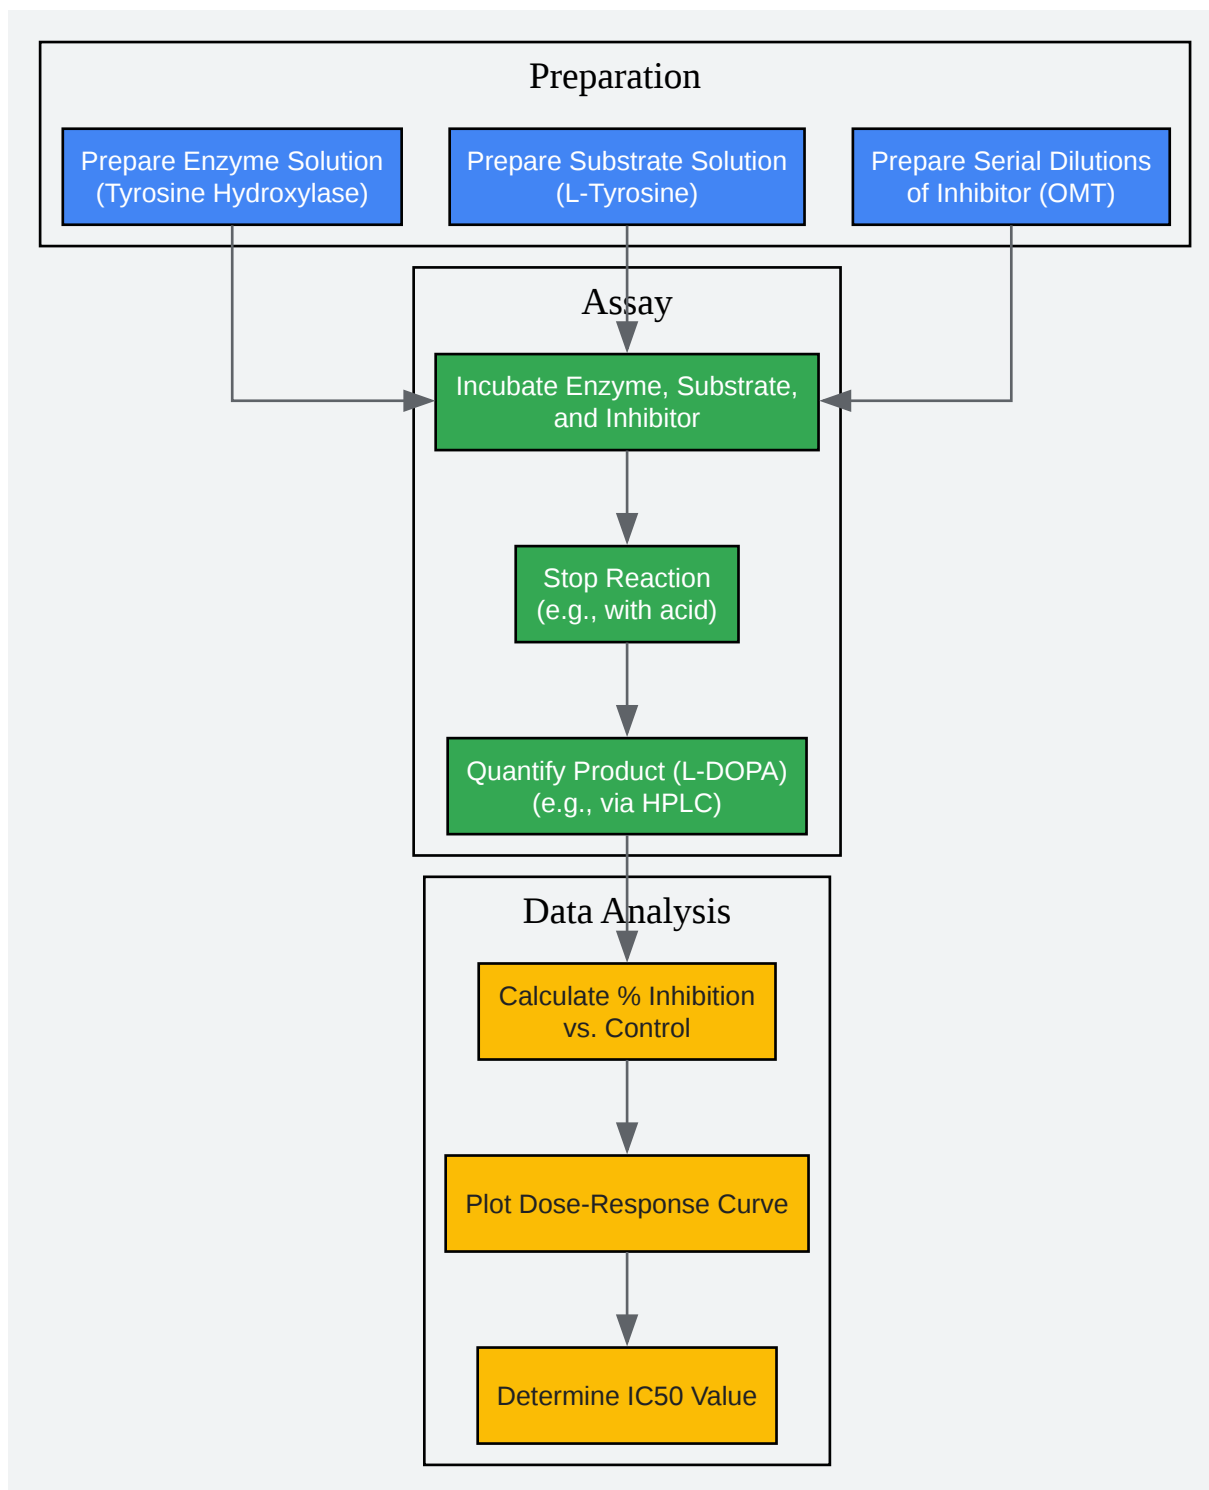 Preparation
Prepare Enzyme Solution
(Tyrosine Hydroxylase)
Prepare Substrate Solution
(L-Tyrosine)
Prepare Serial Dilutions
of Inhibitor (OMT)
Assay
Incubate Enzyme, Substrate,
and Inhibitor
Stop Reaction
(e.g., with acid)
Quantify Product (L-DOPA)
(e.g., via HPLC)
Data Analysis
Calculate % Inhibition
vs. Control
Plot Dose-Response Curve
Determine IC50 Value